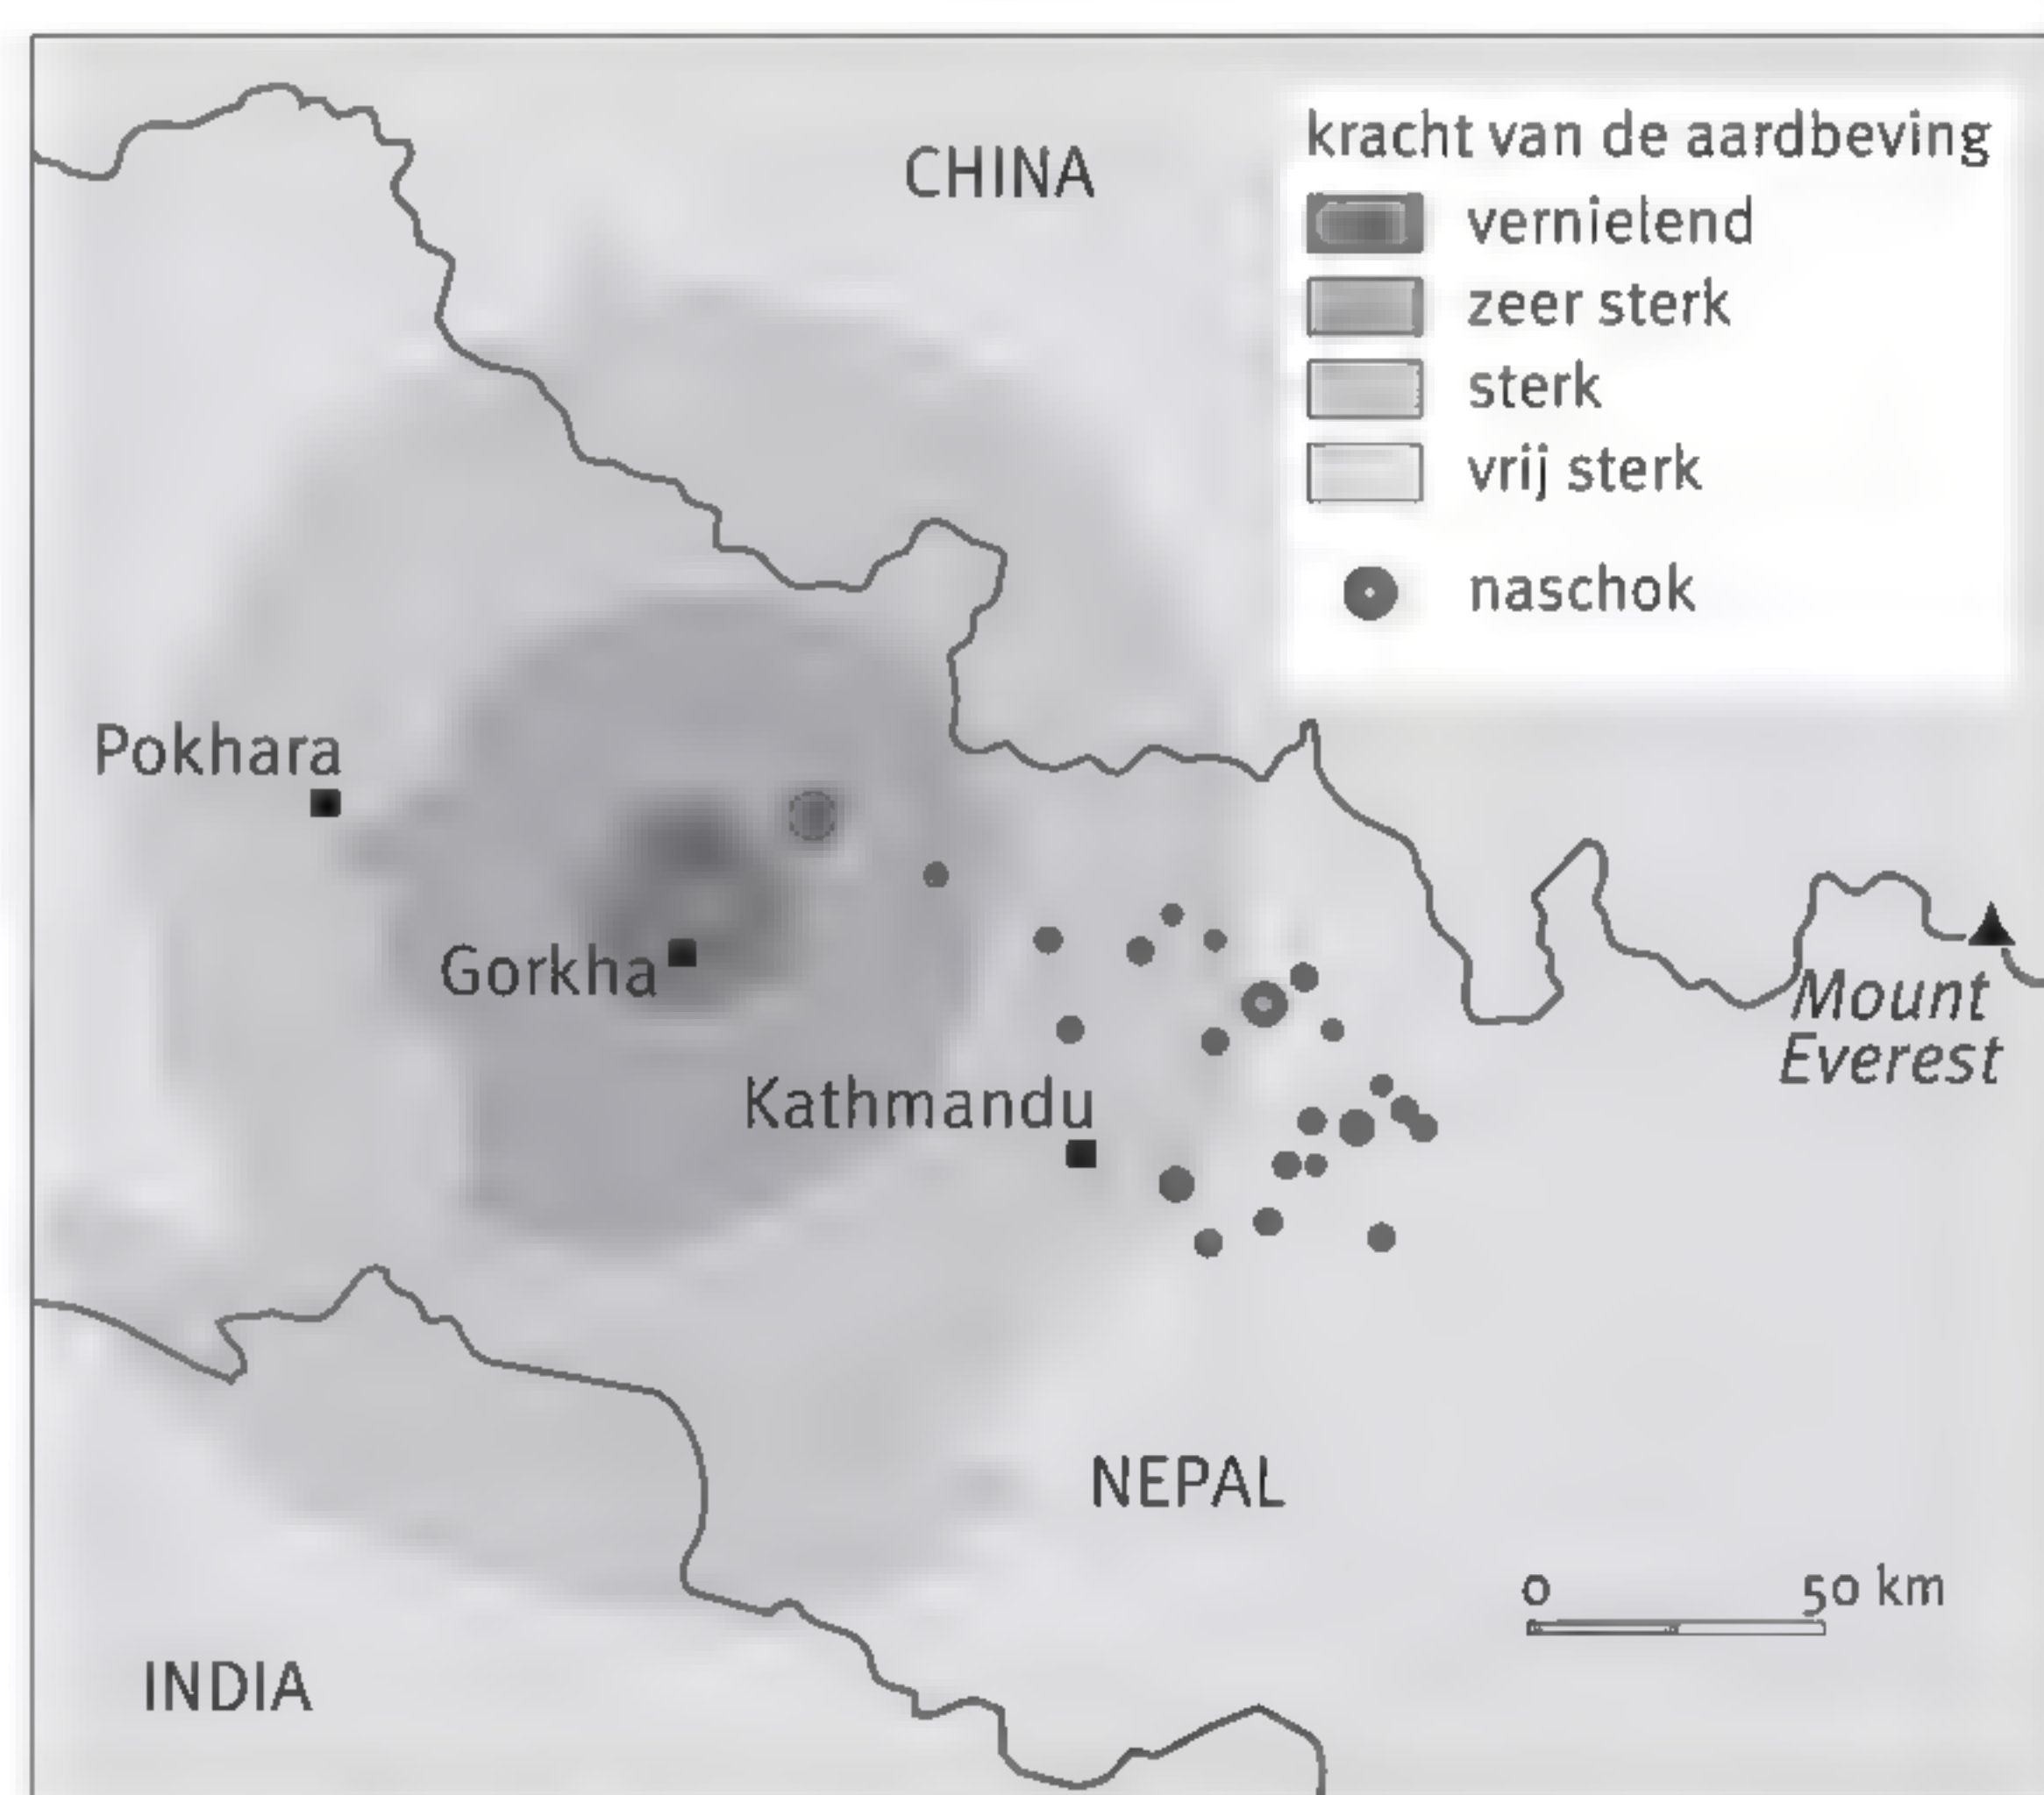 CHINA
kracht van de aardbeving
vernielend
zeer sterk
sterk
vrij sterk
naschok
Pokhara
Gorkha
Mount
Everest
Kathmandu
NEPAL
0 50 km
INDIA